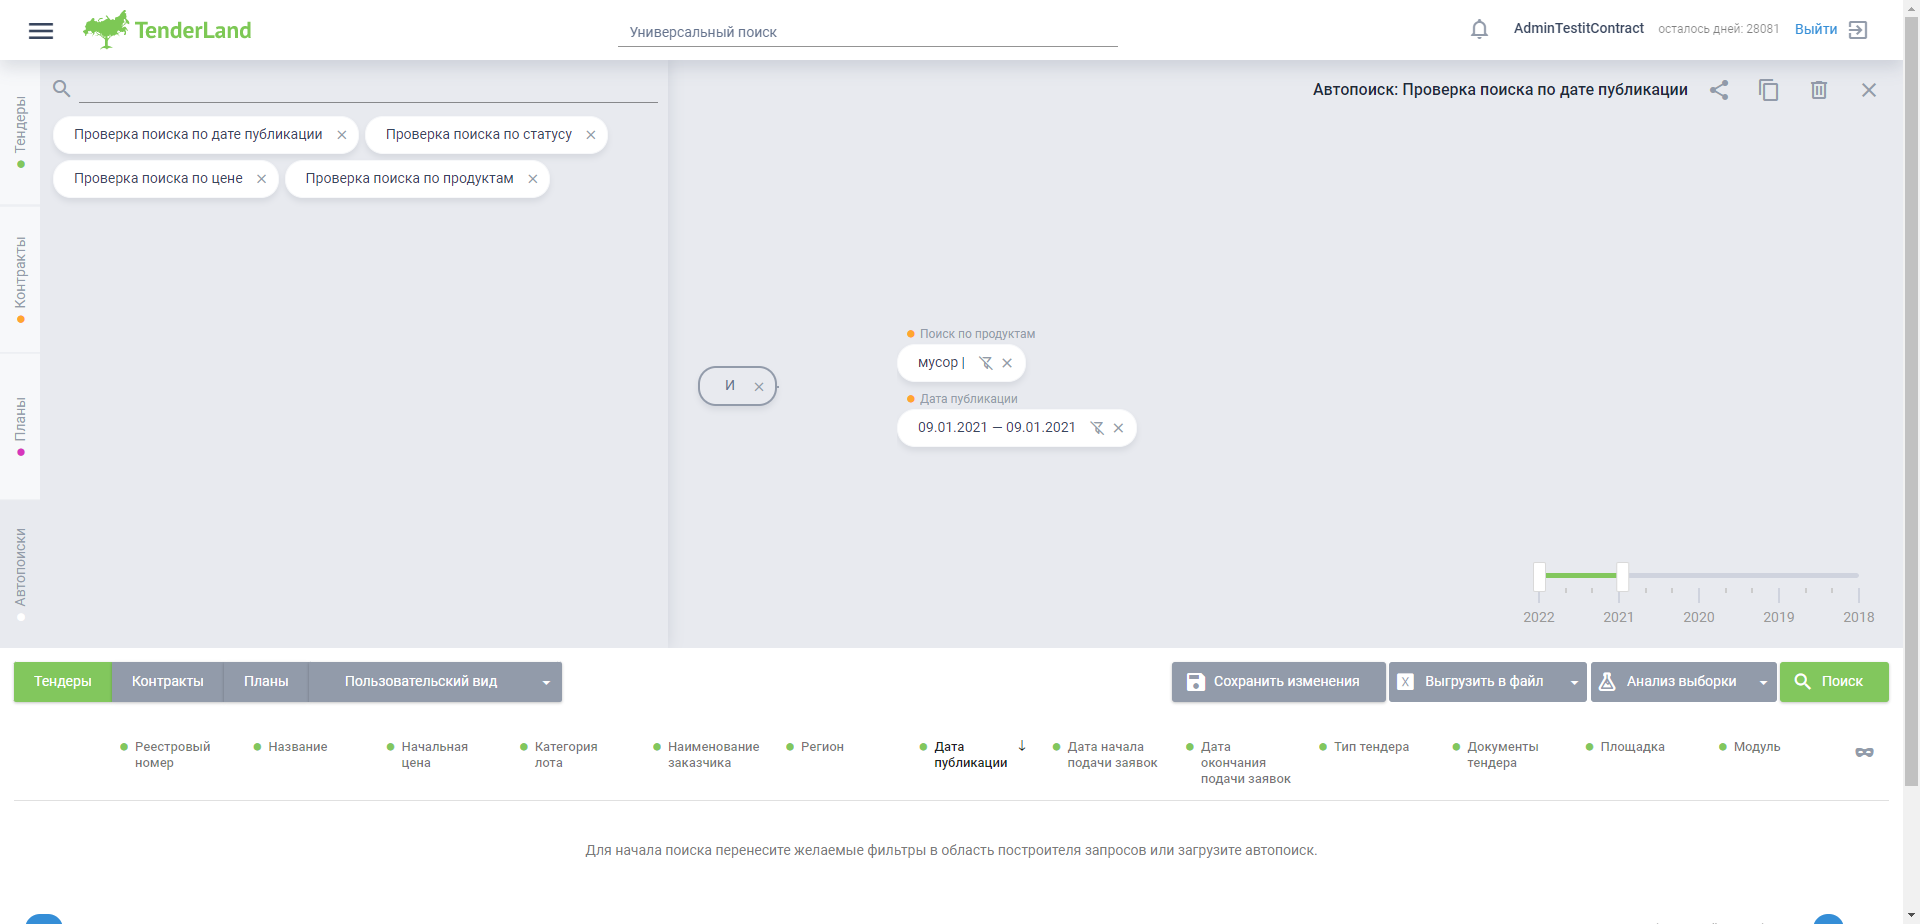 TenderLand
Универсальный поиск
AdminTestitContract
осталось дней: 28081
Выйти
Тендеры
Контракты
Планы
Автопоиски
Проверка поиска по дате публикации
Проверка поиска по статусу
Проверка поиска по цене
Проверка поиска по продуктам
Автопоиск: Проверка поиска по дате публикации
И
Поиск по продуктам
мусор |
Дата публикации
09.01.2021 — 09.01.2021
2022 2021 2020 2019 2018
Тендеры
Контракты
Планы
Пользовательский вид
Сохранить изменения
X Выгрузить в файл
Анализ выборки
Поиск
Реестровый
номер
Название
Начальная
цена
Категория
лота
Наименование
заказчика
Регион
Дата
публикации
Дата начала
подачи заявок
Дата
окончания
подачи заявок
Тип тендера
Документы
тендера
Площадка
Модуль
Для начала поиска перенесите желаемые фильтры в область построителя запросов или загрузите автопоиск.